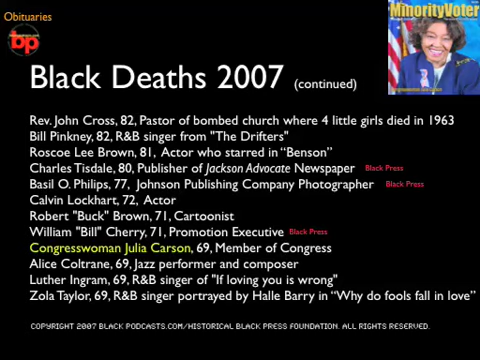 Obituaries
bp
MinorityVoter
Black Deaths 2007 (continued)
Rev. John Cross, 82, Pastor of bombed church where 4 little girls died in 1963
Bill Pinkney, 82, R&B singer from "The Drifters"
Roscoe Lee Brown, 81, Actor who starred in “Benson”
Charles Tisdale, 80, Publisher of Jackson Advocate Newspaper Black Press
Basil O. Philips, 77, Johnson Publishing Company Photographer Black Press
Calvin Lockhart, 72, Actor
Robert "Buck" Brown, 71, Cartoonist
William "Bill" Cherry, 71, Promotion Executive Black Press
Congresswoman Julia Carson, 69, Member of Congress
Alice Coltrane, 69, Jazz performer and composer
Luther Ingram, 69, R&B singer of "If loving you is wrong"
Zola Taylor, 69, R&B singer portrayed by Halle Barry in “Why do fools fall in love”
COPYRIGHT 2007 BLACK PODCASTS.COM/HISTORICAL BLACK PRESS FOUNDATION. ALL RIGHTS RESERVED.